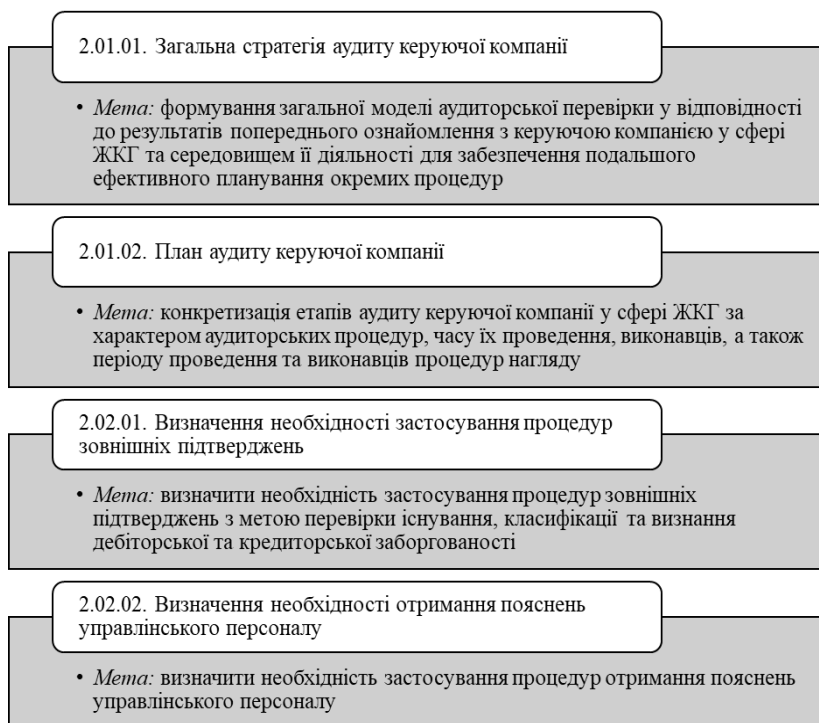 2.01.01. Загальна стратегія аудиту керуючої компанії
• Мета: формування загальної моделі аудиторської перевірки у відповідності
до результатів попереднього ознайомлення з керуючою компанією у сфері
ЖКГ та середовищем її діяльності для забезпечення подальшого
ефективного планування окремих процедур
2.01.02. План аудиту керуючої компанії
• Мета: конкретизація етапів аудиту керуючої компанії у сфері ЖКГ за
характером аудиторських процедур, часу їх проведення, виконавців, а також
періоду проведення та виконавців процедур нагляду
2.02.01. Визначення необхідності застосування процедур
зовнішніх підтверджень
• Мета: визначити необхідність застосування процедур зовнішніх
підтверджень з метою перевірки існування, класифікації та визнання
дебіторської та кредиторської заборгованості
2.02.02. Визначення необхідності отримання пояснень
управлінського персоналу
• Мета: визначити необхідність застосування процедур отримання пояснень
управлінського персоналу